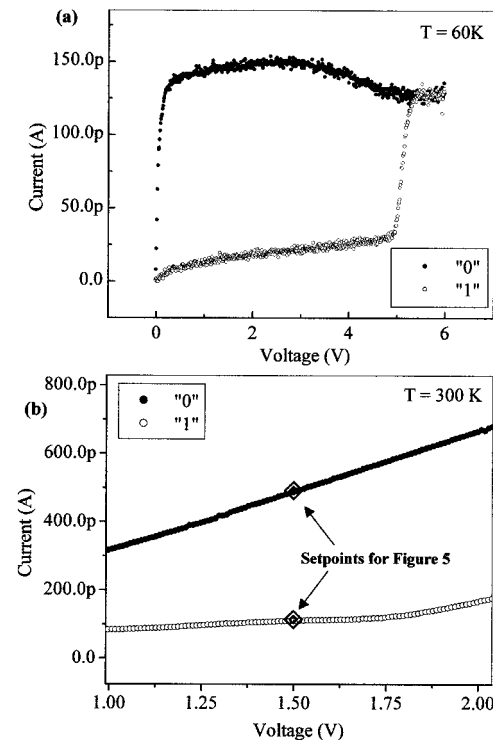 (a)
T = 60K
150.0p
100.0p
50.0p
0.0
Current (A)
"0"
"1"
0 2 4 6
Voltage (V)
(b)
800.0p
"0"
"1"
T = 300 K
600.0p
400.0p
200.0p
0.0
Current (A)
Setpoints for Figure 5
1.00 1.25 1.50 1.75 2.00
Voltage (V)